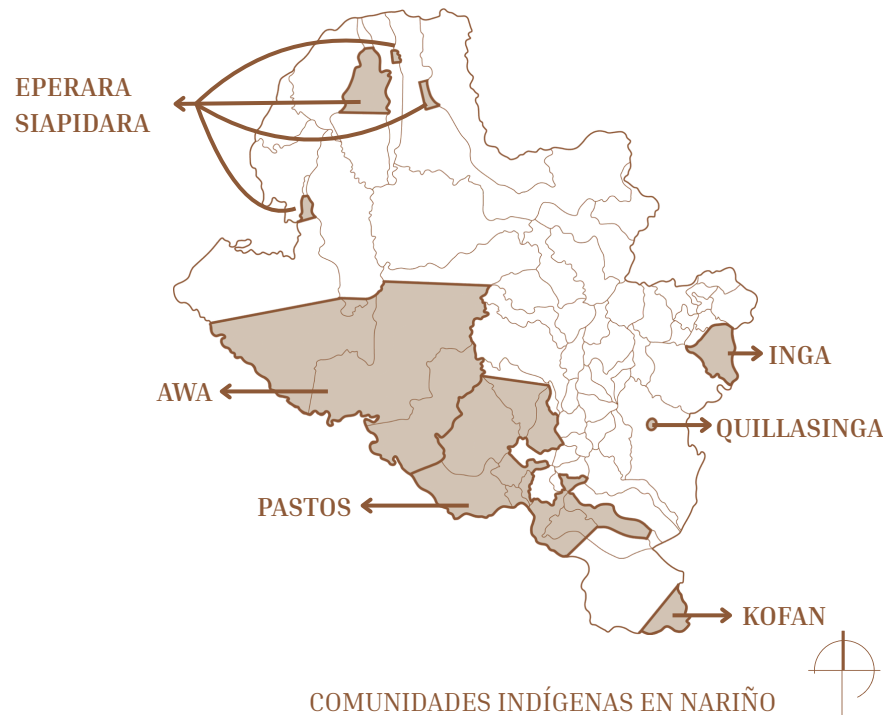 EPERARA
SIAPIDARA
INGA
AWA
QUILLASINGA
PASTOS
KOFAN
COMUNIDADES INDÍGENAS EN NARIÑO